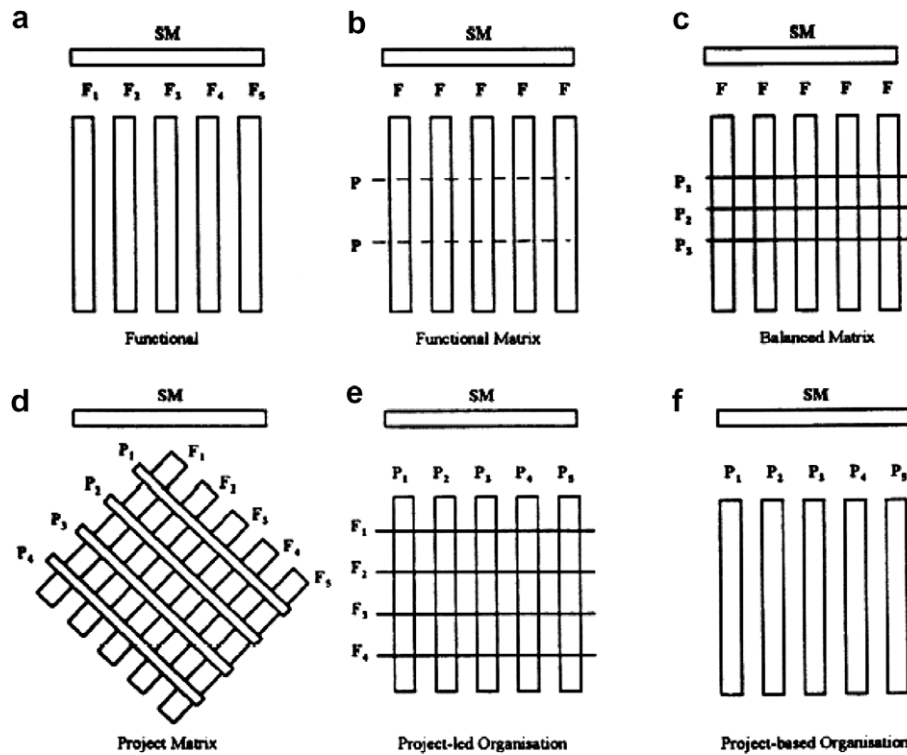 a
SM
F₁ F₂ F₃ F₄ F₅
Functional
b
SM
F F F F F
P
P
Functional Matrix
c
SM
F F F F F
P₁
P₂
P₃
Balanced Matrix
d
SM
P₁ F₁
P₂ F₂
P₃ F₃
P₄ F₄
F₅
Project Matrix
e
SM
P₁ P₂ P₃ P₄ P₅
F₁
F₂
F₃
F₄
Project-led Organisation
f
SM
P₁ P₂ P₃ P₄ P₅
Project-based Organisation